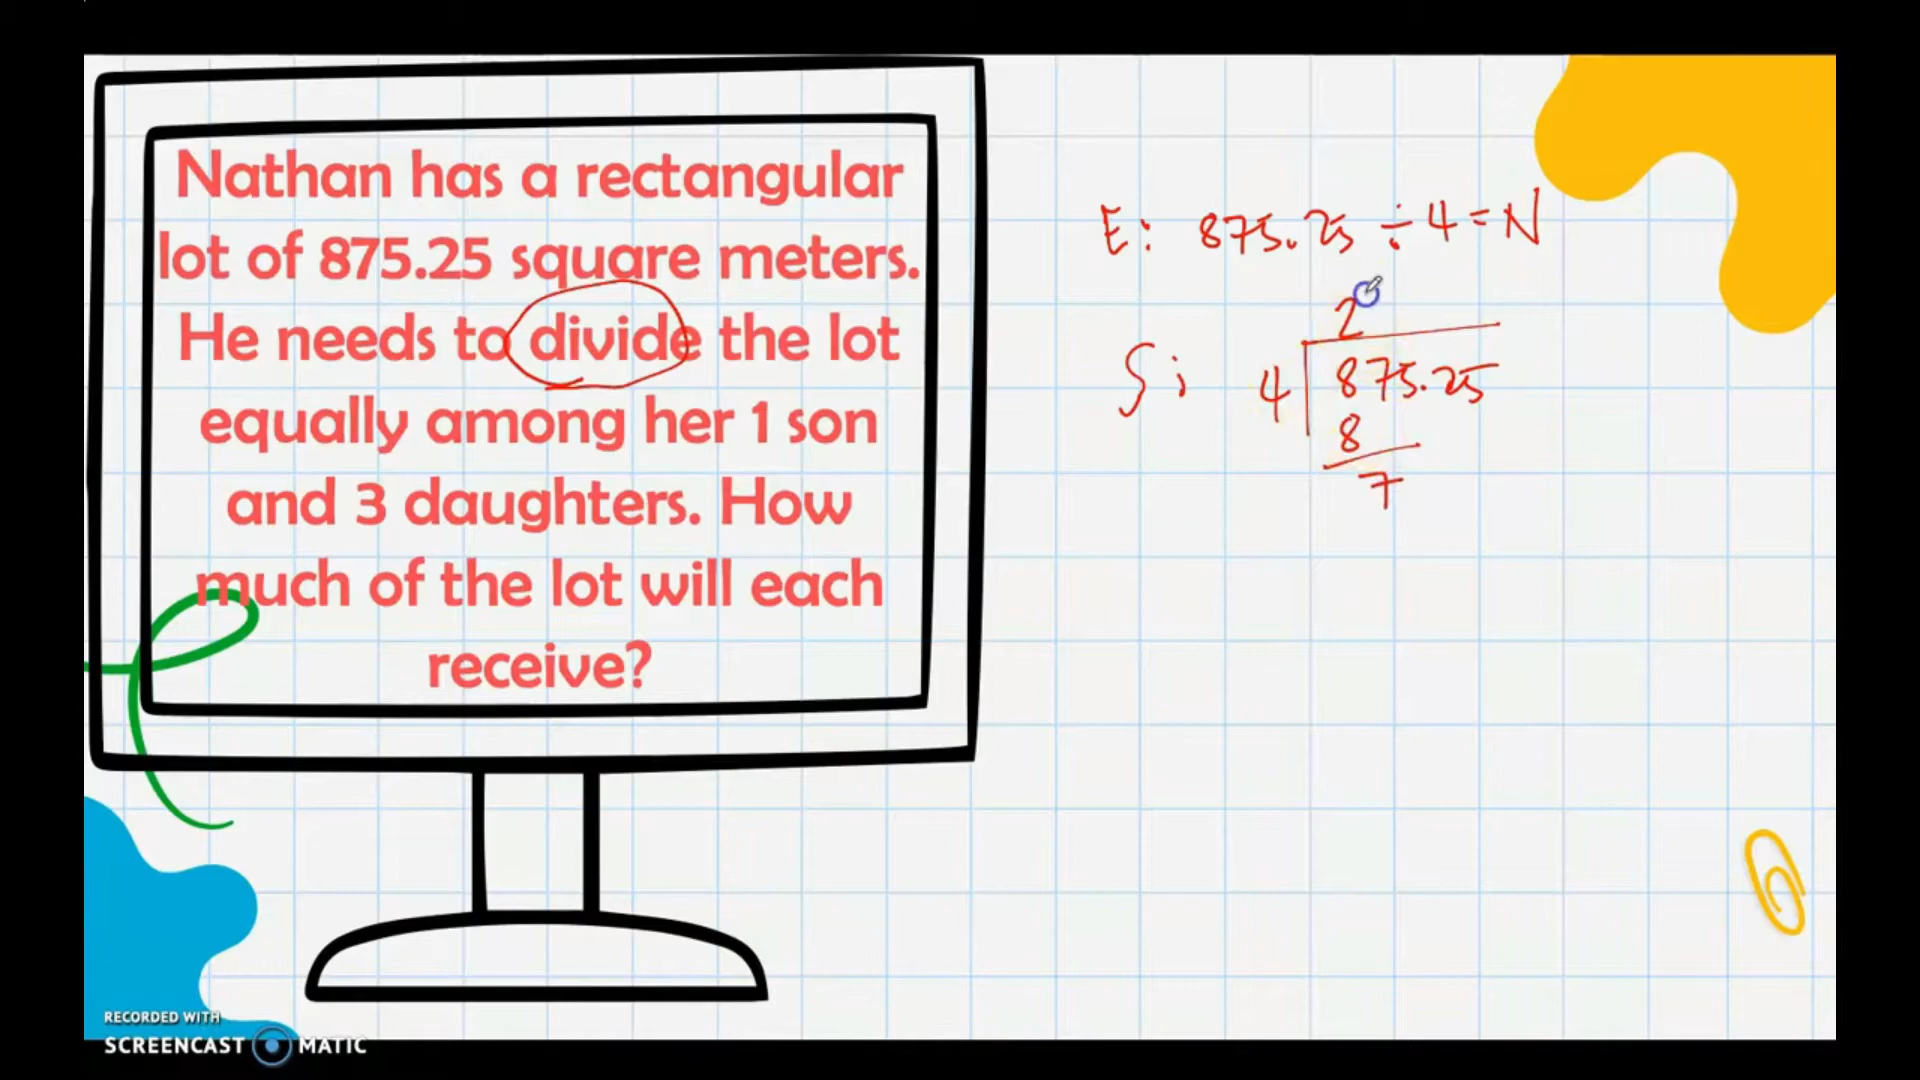 Nathan has a rectangular
lot of 875.25 square meters.
He needs to divide the lot
equally among her 1 son
and 3 daughters. How
much of the lot will each
receive?
E: 875.25 ÷ 4 = N
2
S: 4 875.25
8
7
RECORDED WITH
SCREENCAST MATIC